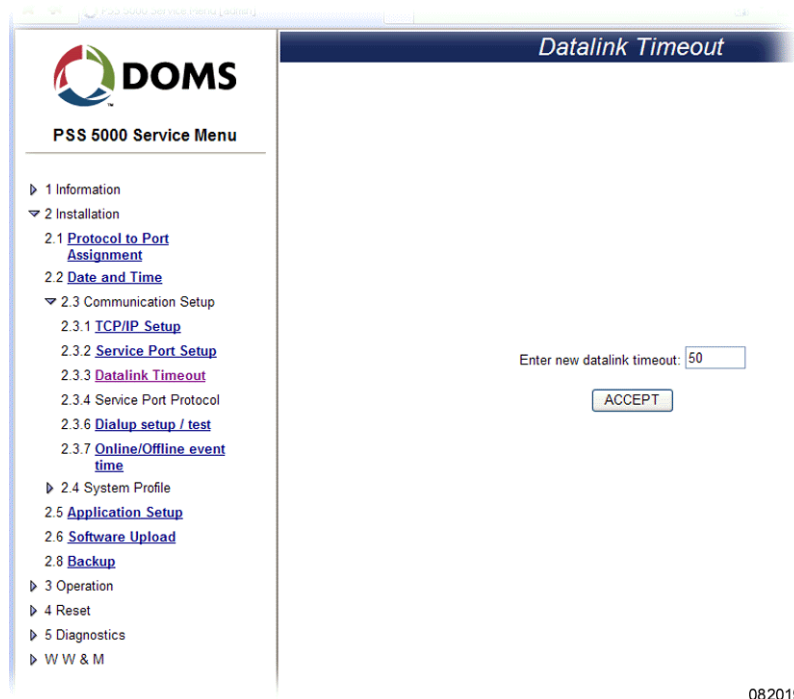 Datalink Timeout
DOMS
™
PSS 5000 Service Menu
1 Information
2 Installation
2.1 Protocol to Port
Assignment
2.2 Date and Time
2.3 Communication Setup
2.3.1 TCP/IP Setup
2.3.2 Service Port Setup
2.3.3 Datalink Timeout
2.3.4 Service Port Protocol
2.3.6 Dialup setup / test
2.3.7 Online/Offline event
time
2.4 System Profile
2.5 Application Setup
2.6 Software Upload
2.8 Backup
3 Operation
4 Reset
5 Diagnostics
W W & M
Enter new datalink timeout: 50
ACCEPT
08201